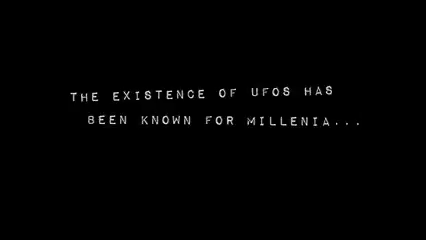 THE EXISTENCE OF UFOS HAS
BEEN KNOWN FOR MILLENIA...